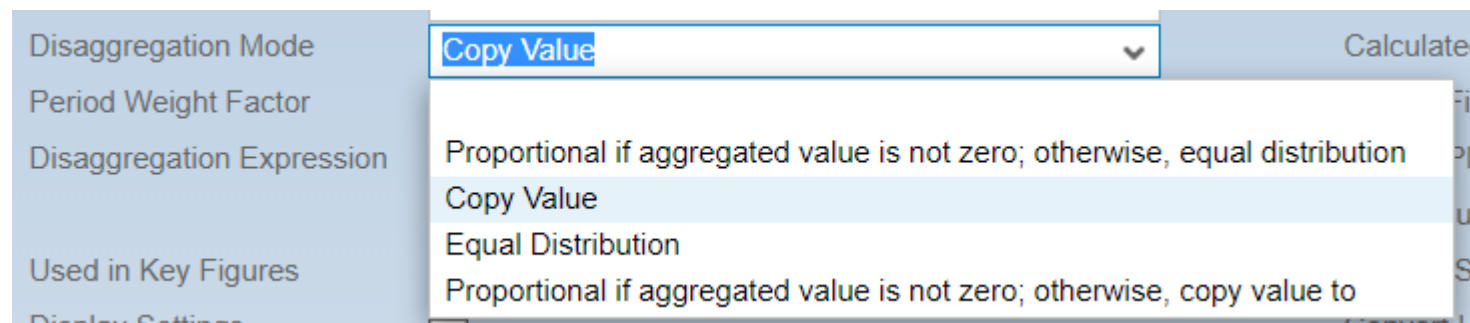 Disaggregation Mode Copy Value Calculate
Period Weight Factor
Proportional if aggregated value is not zero; otherwise, equal distribution
Disaggregation Expression
Copy Value
Equal Distribution
Used in Key Figures
Proportional if aggregated value is not zero; otherwise, copy value to